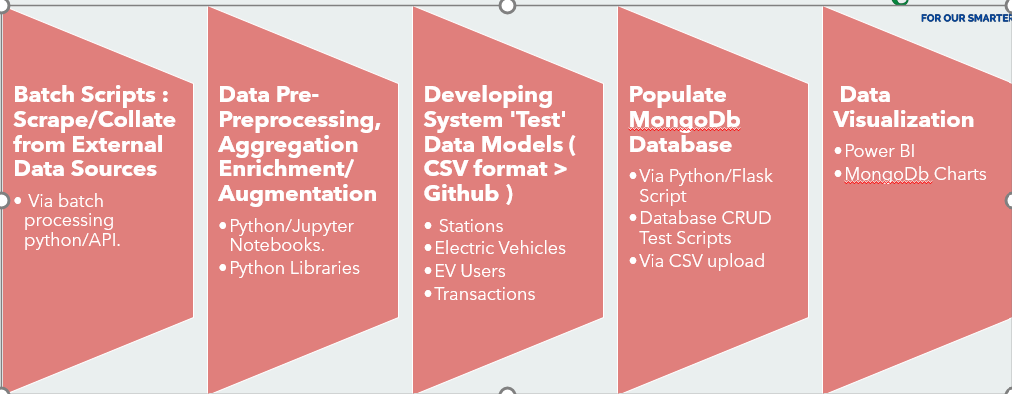 FOR OUR SMARTER
Batch Scripts :
Scrape/Collate
from External
Data Sources
• Via batch
processing
python/API.
Data Pre-
Preprocessing,
Aggregation
Enrichment/
Augmentation
•Python/Jupyter
Notebooks.
•Python Libraries
Developing
System 'Test'
Data Models (
CSV format >
Github )
• Stations
•Electric Vehicles
•EV Users
•Transactions
Populate
MongoDb
Database
•Via Python/Flask
Script
•Database CRUD
Test Scripts
•Via CSV upload
Data
Visualization
•Power BI
•MongoDb Charts